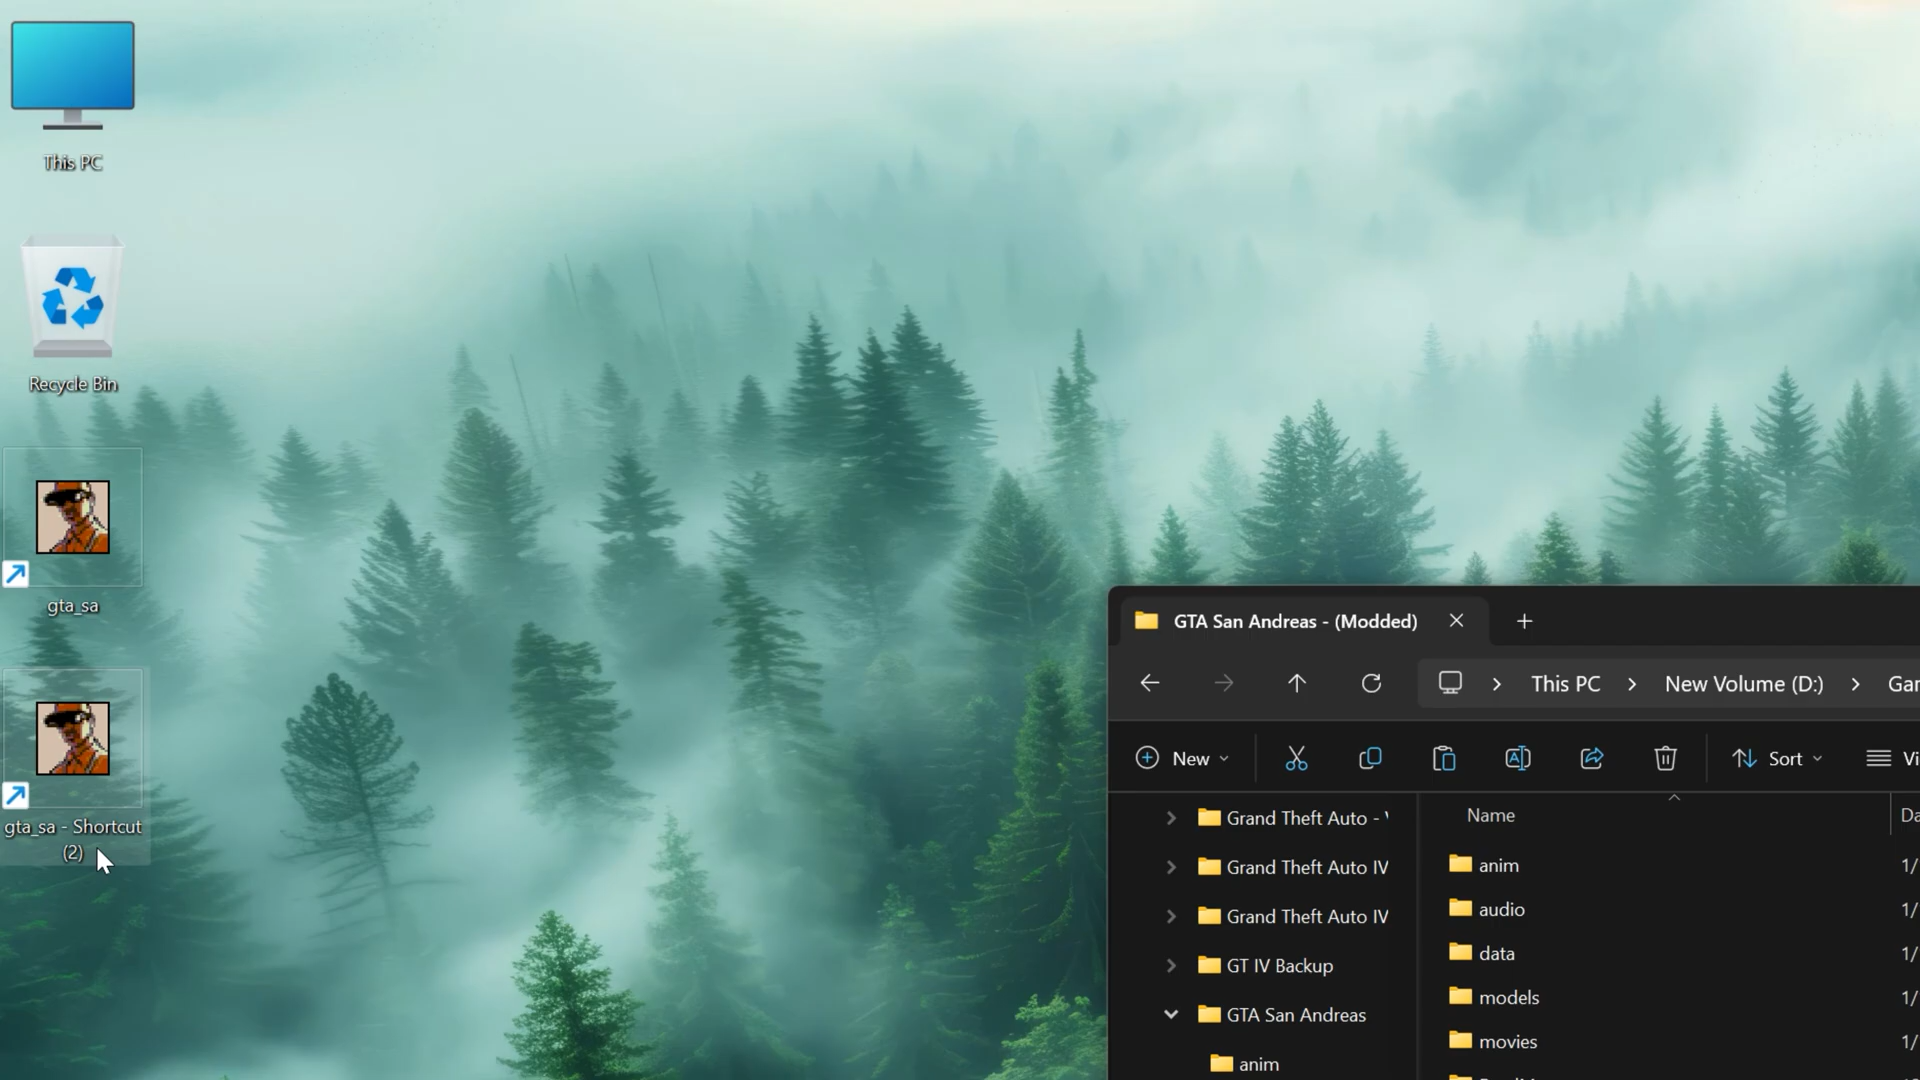 This PC
Recycle Bin
gta_sa
gta_sa - Shortcut
(2)
GTA San Andreas - (Modded)
This PC
New Volume (D:)
New
Sort
Name
Grand Theft Auto -
Grand Theft Auto IV
Grand Theft Auto IV
GT IV Backup
GTA San Andreas
anim
anim
audio
data
models
movies